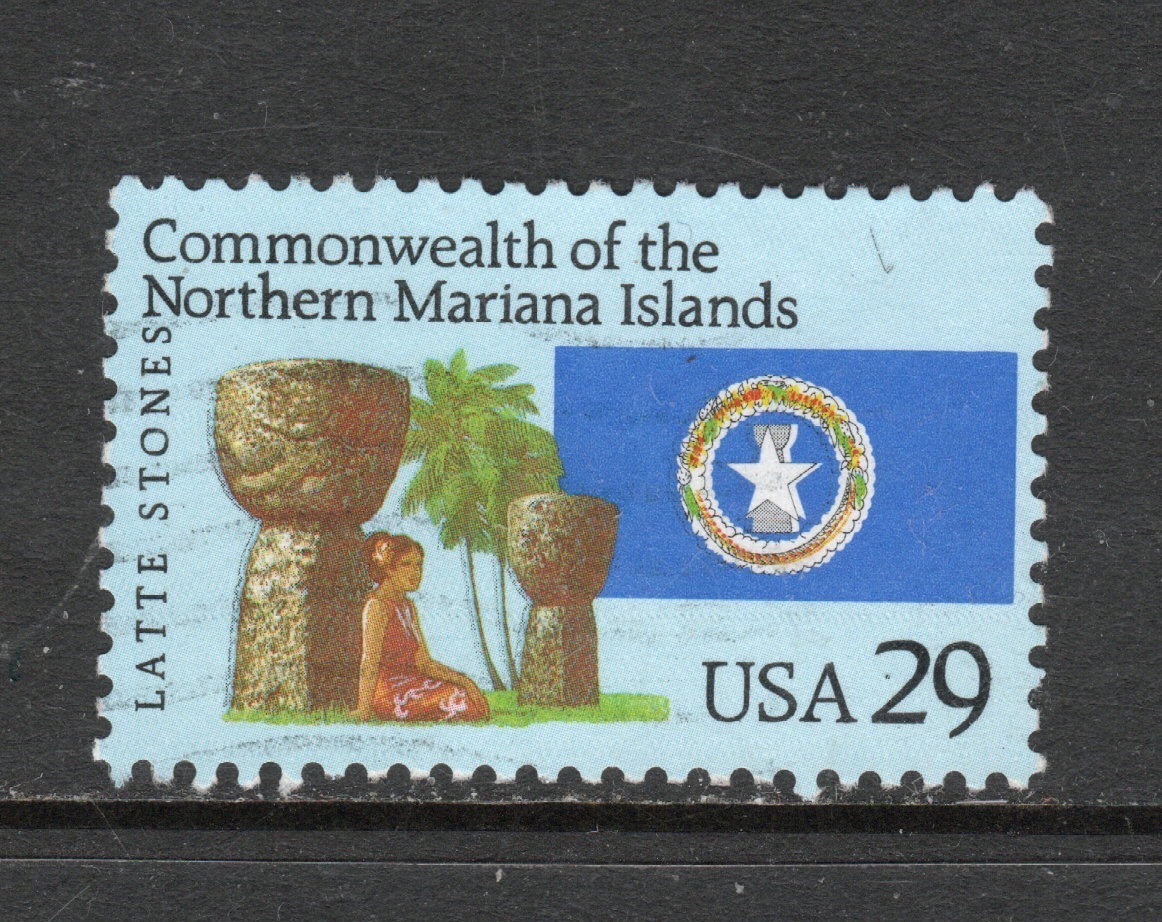 Commonwealth of the
Northern Mariana Islands
LATTE STONES
USA 29